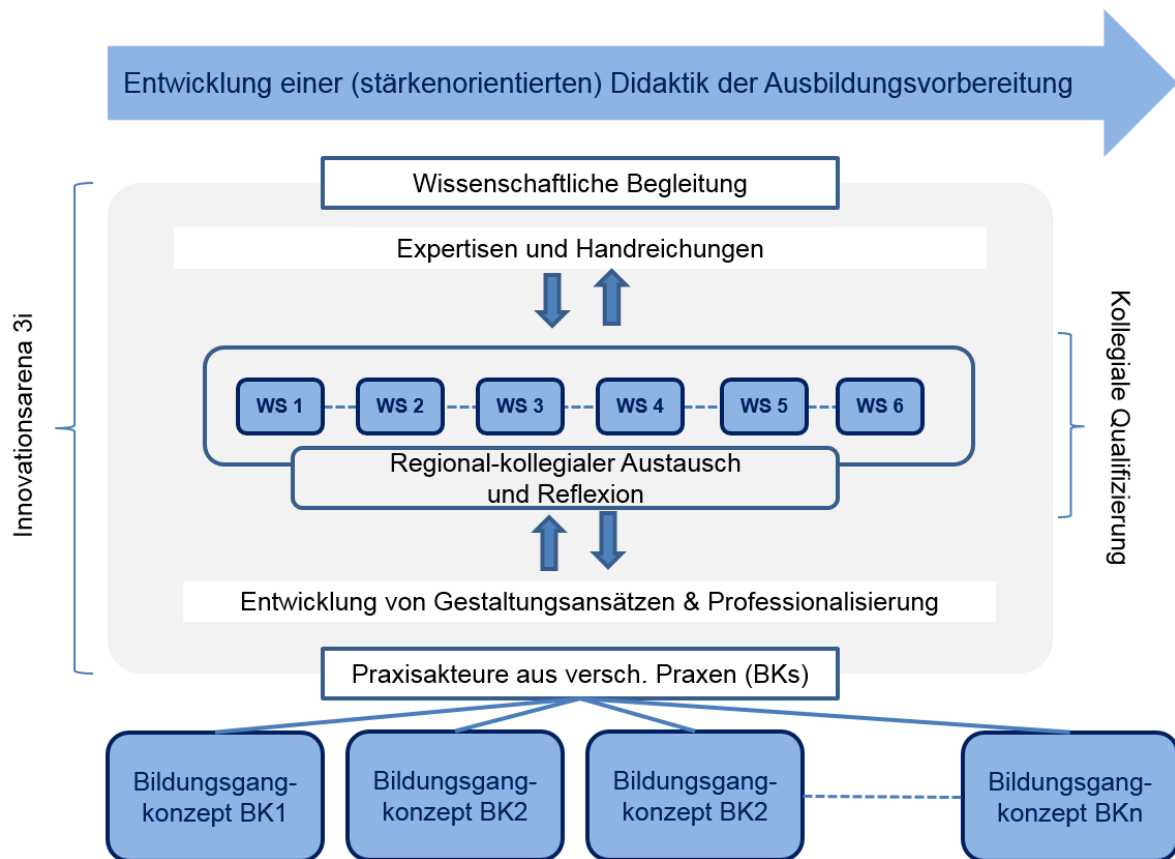 Entwicklung einer (stärkenorientierten) Didaktik der Ausbildungsvorbereitung
Wissenschaftliche Begleitung
Expertisen und Handreichungen
Innovationsarena 3i
Kollegiale Qualifizierung
WS 1
WS 2
WS 3
WS 4
WS 5
WS 6
Regional-kollegialer Austausch
und Reflexion
Entwicklung von Gestaltungsansätzen & Professionalisierung
Praxisakteure aus versch. Praxen (BKs)
Bildungsgang-
konzept BK1
Bildungsgang-
konzept BK2
Bildungsgang-
konzept BK2
Bildungsgang-
konzept BKn